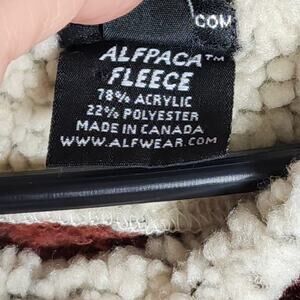 COM
ALFPACA™
FLEECE
78% ACRYLIC
22% POLYESTER
MADE IN CANADA
WWW.ALFWEAR.COM